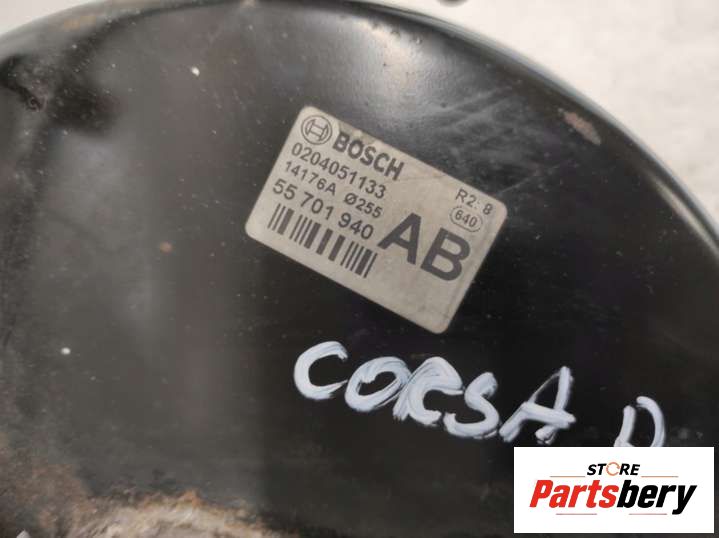 BOSCH
0204051133
14176A Ø255
55 701 940
R2: 8
640
AB
CORSA D
STORE
Partsbery